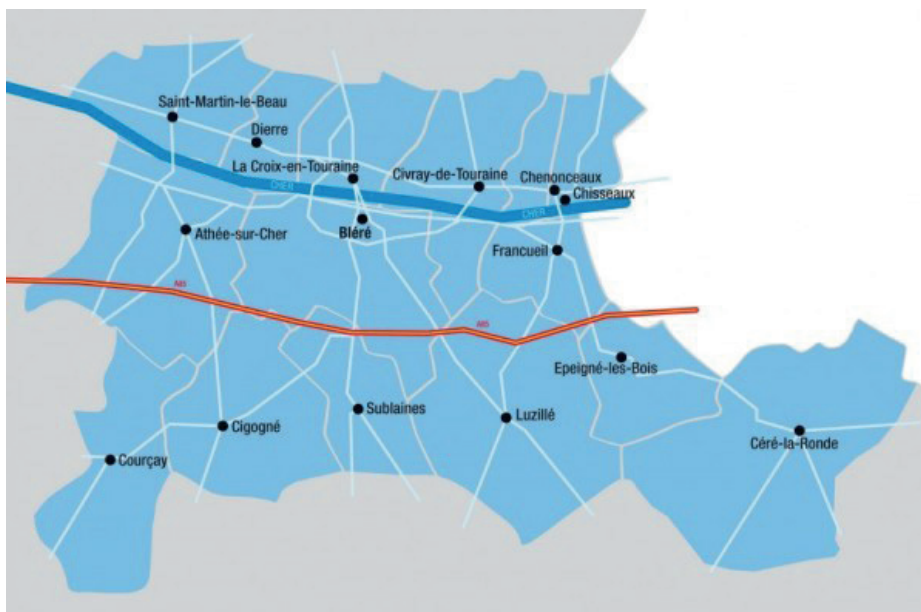 Saint-Martin-le-Beau
Dierre
La Croix-en-Touraine
Civray-de-Touraine
Chenonceaux
CHER
Chisseaux
CHER
Bléré
Athée-sur-Cher
Francueil
A85
A85
Epeigné-les-Bois
Sublaines
Luzillé
Cigogné
Céré-la-Ronde
Courçay